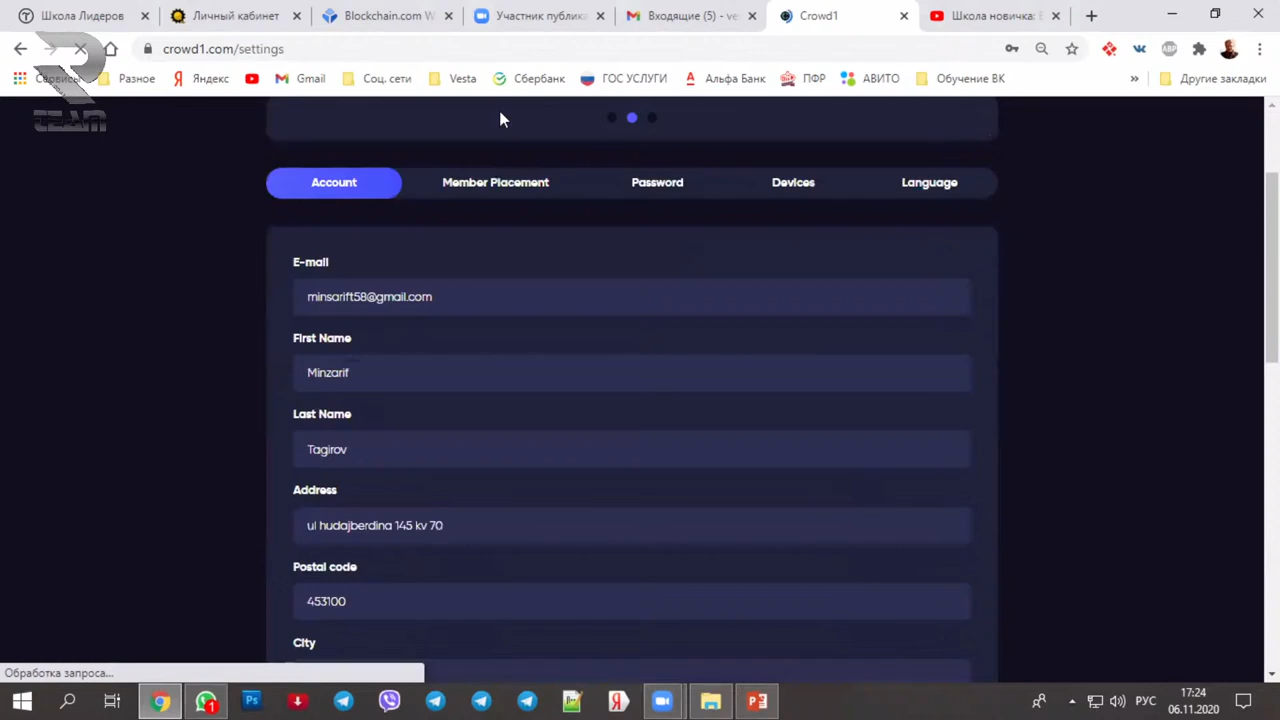 Школа Лидеров
Личный кабинет
Blockchain.com W
Участник публика
Входящие (5) - ve
Crowd1
Школа новичка: Б
crowd1.com/settings
Сервисы
Разное
Яндекс
Gmail
Соц. сети
Vesta
Сбербанк
ГОС УСЛУГИ
Альфа Банк
ПФР
АВИТО
Обучение ВК
»
Другие закладки
R
TEAM
Account
Member Placement
Password
Devices
Language
E-mail
minsarift58@gmail.com
First Name
Minzarif
Last Name
Tagirov
Address
ul hudajberdina 145 kv 70
Postal code
453100
City
Обработка запроса...
РУС
17:24
06.11.2020